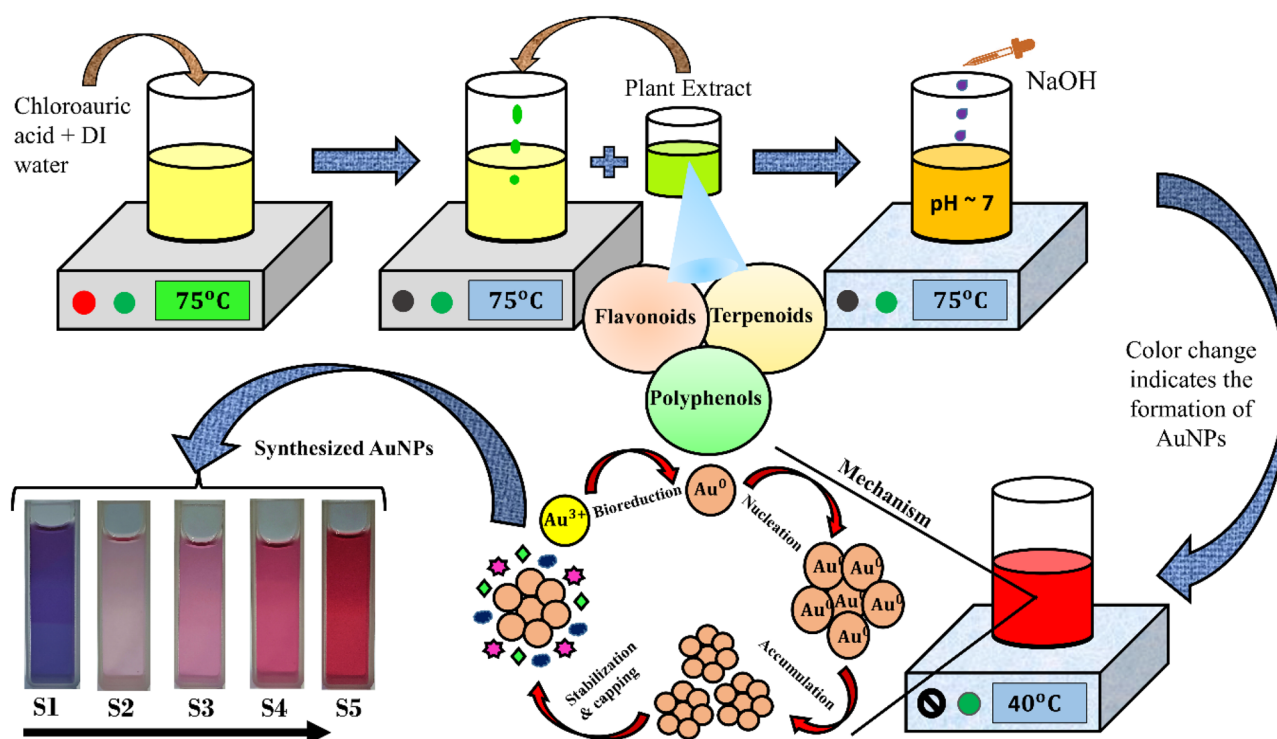 Chloroauric
acid + DI
water
75°C
75°C
Plant Extract
NaOH
pH ~ 7
75°C
Flavonoids
Terpenoids
Polyphenols
Color change
indicates the
formation of
AuNPs
Synthesized AuNPs
S1
S2
S3
S4
S5
Mechanism
Au³⁺
Bioreduction
Au⁰
Nucleation
Au⁰
Au⁰
Au⁰
Au⁰
Au⁰
Au⁰
Accumulation
Stabilization
& capping
40°C